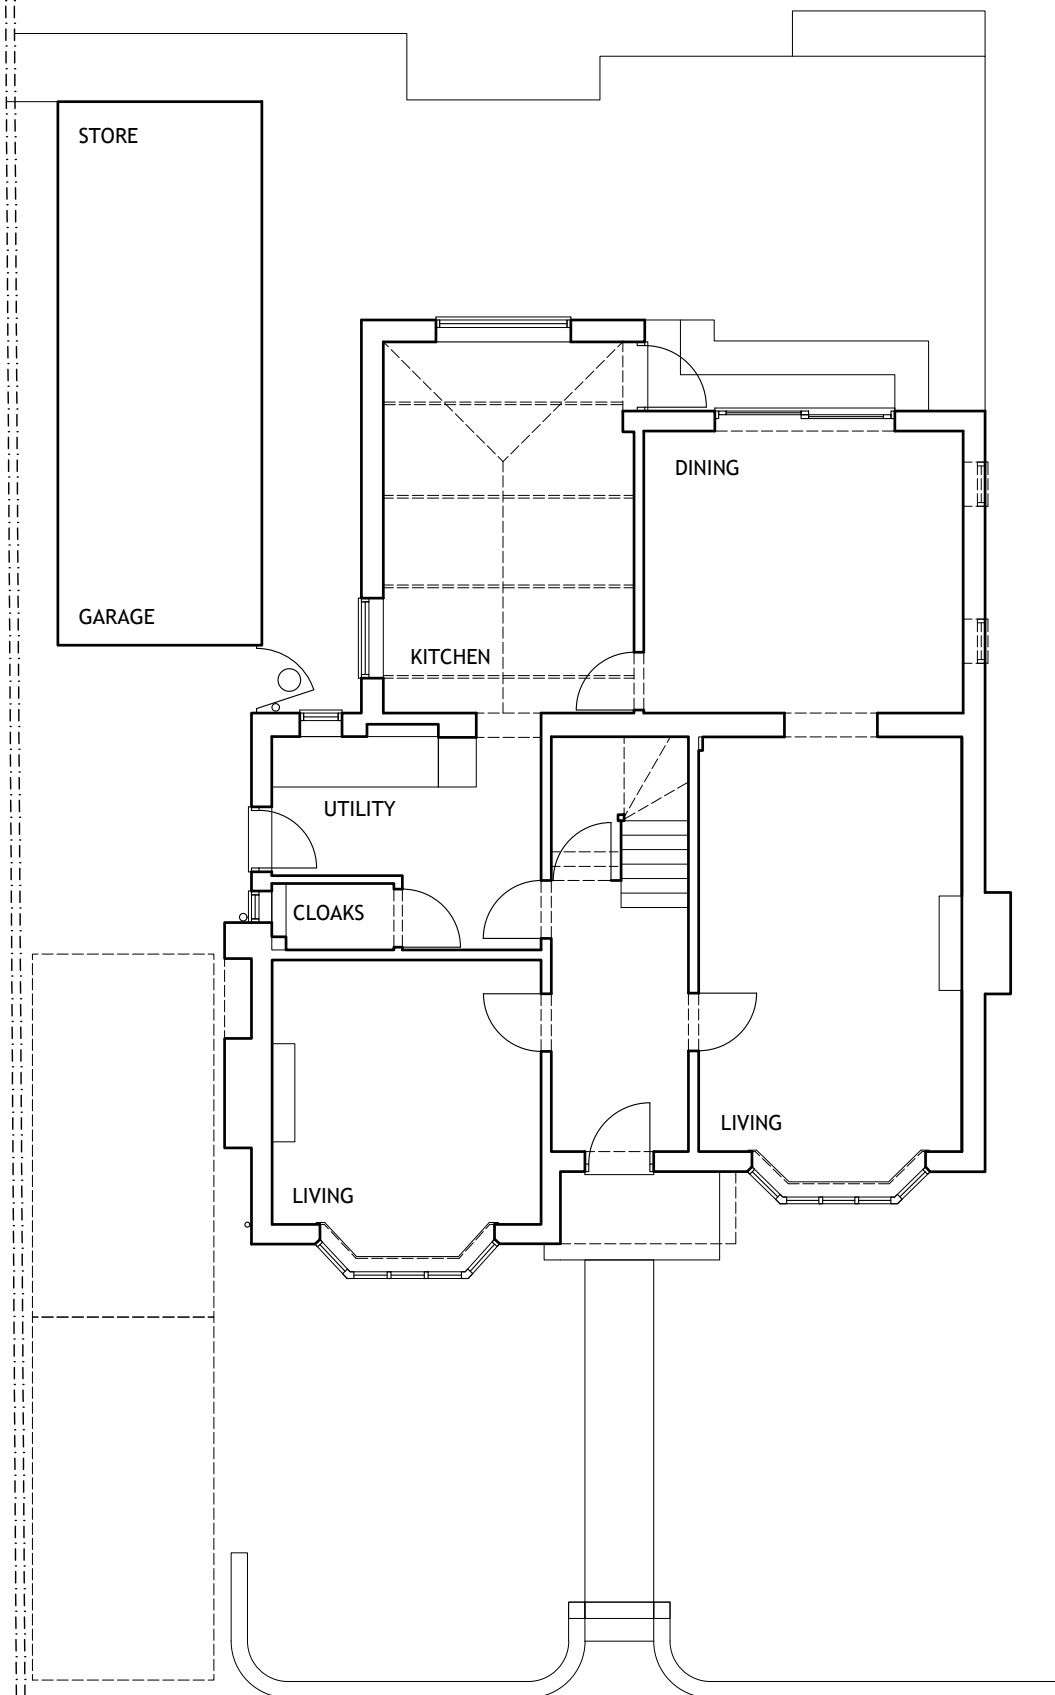 STORE
DINING
GARAGE
KITCHEN
UTILITY
CLOAKS
LIVING
LIVING